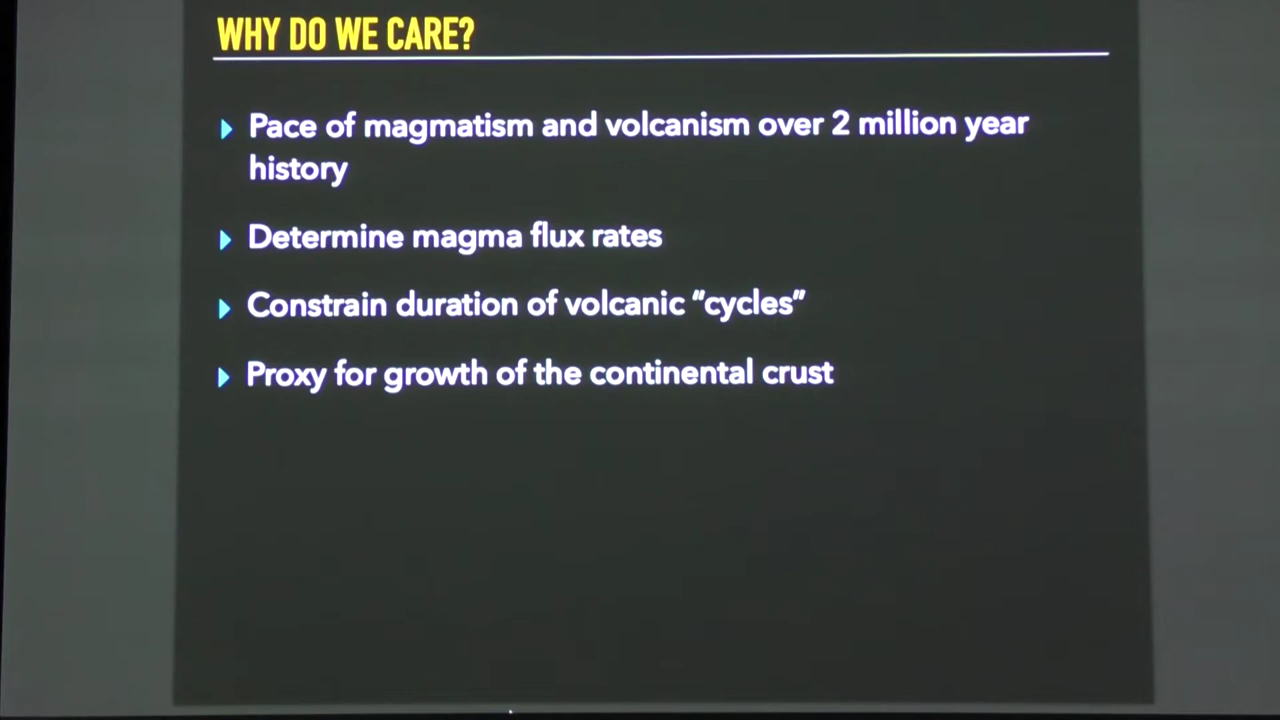 WHY DO WE CARE?
Pace of magmatism and volcanism over 2 million year
history
Determine magma flux rates
Constrain duration of volcanic "cycles"
Proxy for growth of the continental crust